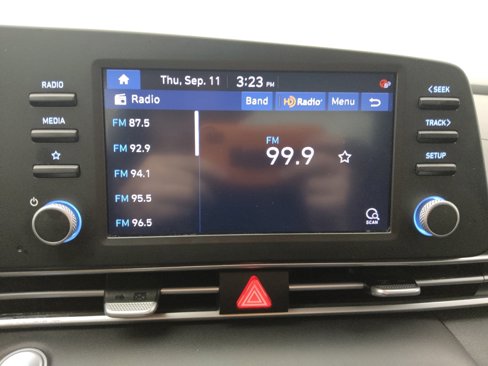 RADIO
MEDIA
Thu, Sep. 11 3:23 PM
Radio Band HD Radio Menu
FM 87.5
FM 92.9
FM 94.1
FM 95.5
FM 96.5
FM
99.9
SCAN
<SEEK
TRACK>
SETUP